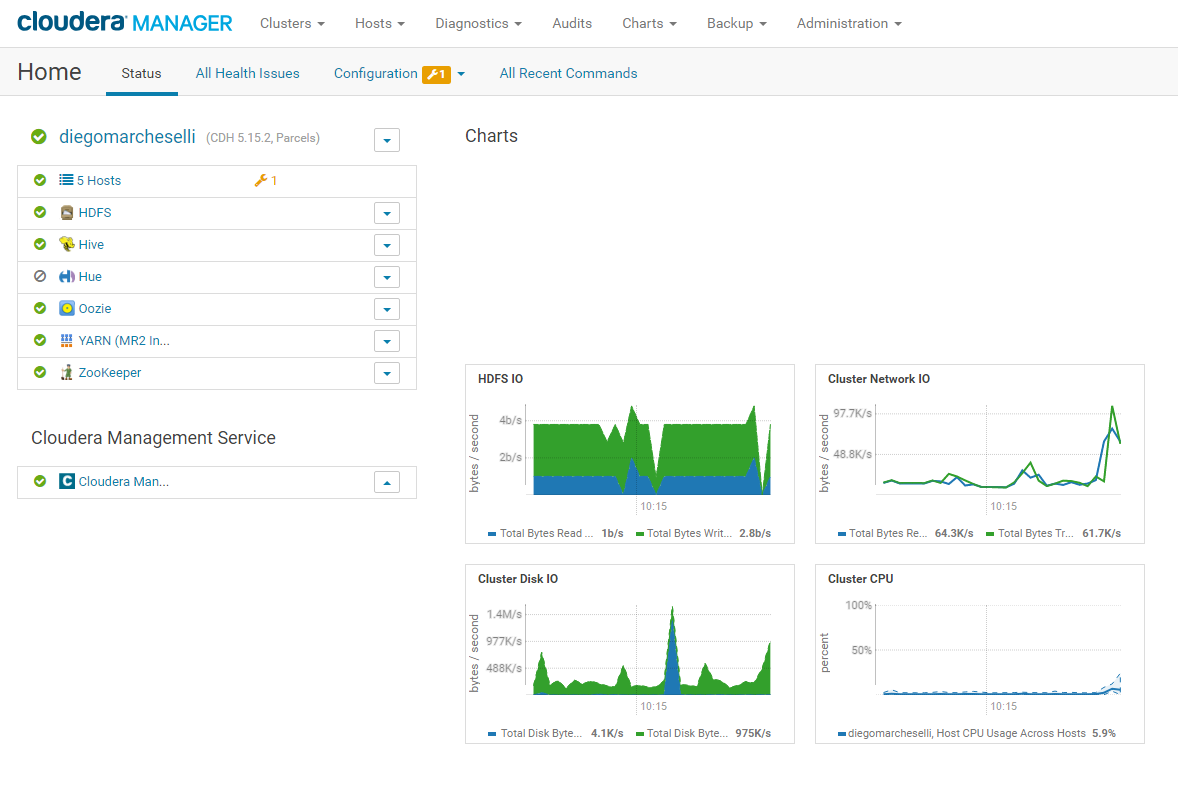 cloudera MANAGER Clusters Hosts Diagnostics Audits Charts Backup Administration
Home Status All Health Issues Configuration 1 All Recent Commands
diegomarcheselli (CDH 5.15.2, Parcels)
5 Hosts 1
HDFS
Hive
Hue
Oozie
YARN (MR2 In...
ZooKeeper
Cloudera Management Service
C Cloudera Man...
Charts
HDFS IO
bytes / second
4b/s
2b/s
10:15
Total Bytes Read ... 1b/s Total Bytes Writ... 2.8b/s
Cluster Network IO
bytes / second
97.7K/s
48.8K/s
10:15
Total Bytes Re... 64.3K/s Total Bytes Tr... 61.7K/s
Cluster Disk IO
bytes / second
1.4M/s
977K/s
488K/s
10:15
Total Disk Byte... 4.1K/s Total Disk Byte... 975K/s
Cluster CPU
percent
100%
50%
10:15
diegomarcheselli, Host CPU Usage Across Hosts 5.9%